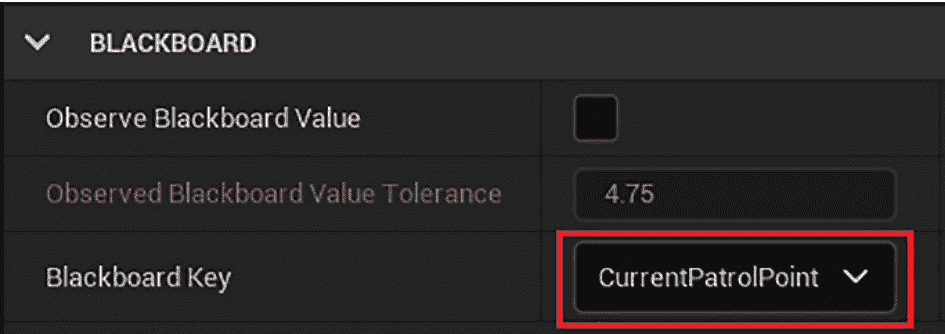 BLACKBOARD
Observe Blackboard Value
Observed Blackboard Value Tolerance 4.75
Blackboard Key CurrentPatrolPoint